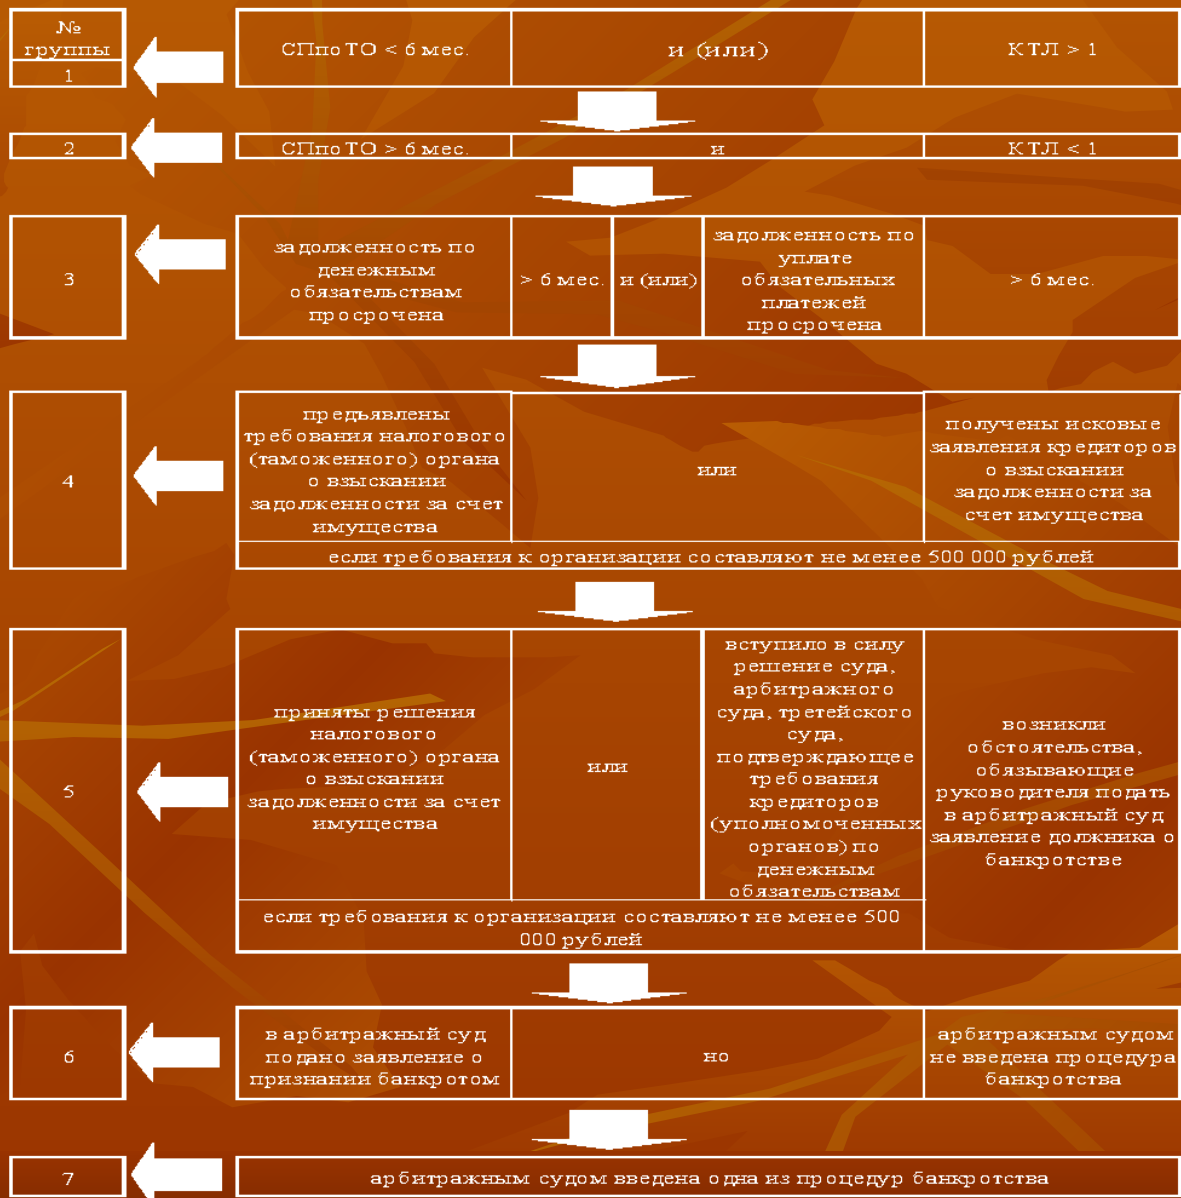 №
группы
1
СПпоТО < 6 мес.
и (или)
КТЛ > 1
2
СПпоТО > 6 мес.
и
КТЛ < 1
3
задолженность по
денежным
обязательствам
просрочена
> 6 мес.
и (или)
задолженность по
уплате
обязательных
платежей
просрочена
> 6 мес.
4
предъявлены
требования налогового
(таможенного) органа
о взыскании
задолженности за счет
имущества
или
получены исковые
заявления кредиторов
о взыскании
задолженности за
счет имущества
если требования к организации составляют не менее 500 000 рублей
5
приняты решения
налогового
(таможенного) органа
о взыскании
задолженности за счет
имущества
или
вступило в силу
решение суда,
арбитражного
суда, третейского
суда,
подтверждающее
требования
кредиторов
(уполномоченных
органов) по
денежным
обязательствам
возникли
обстоятельства,
обязывающие
руководителя подать
в арбитражный суд
заявление должника о
банкротстве
если требования к организации составляют не менее 500
000 рублей
6
в арбитражный суд
подано заявление о
признании банкротом
но
арбитражным судом
не введена процедура
банкротства
7
арбитражным судом введена одна из процедур банкротства